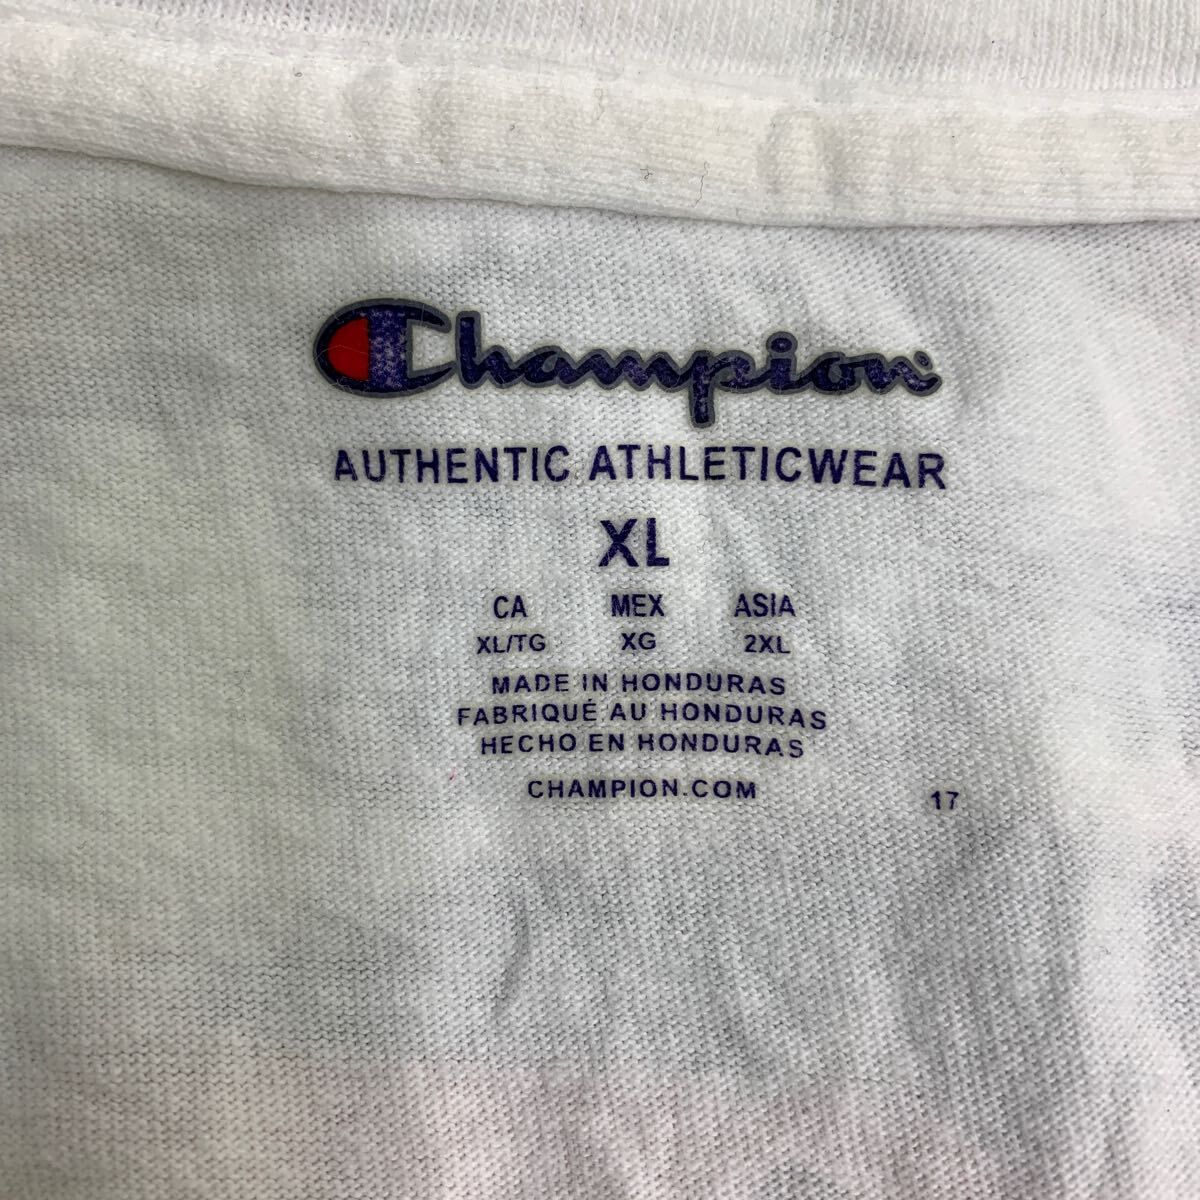 Champion
AUTHENTIC ATHLETICWEAR
XL
CA MEX ASIA
XL/TG XG 2XL
MADE IN HONDURAS
FABRIQUÉ AU HONDURAS
HECHO EN HONDURAS
CHAMPION.COM 17